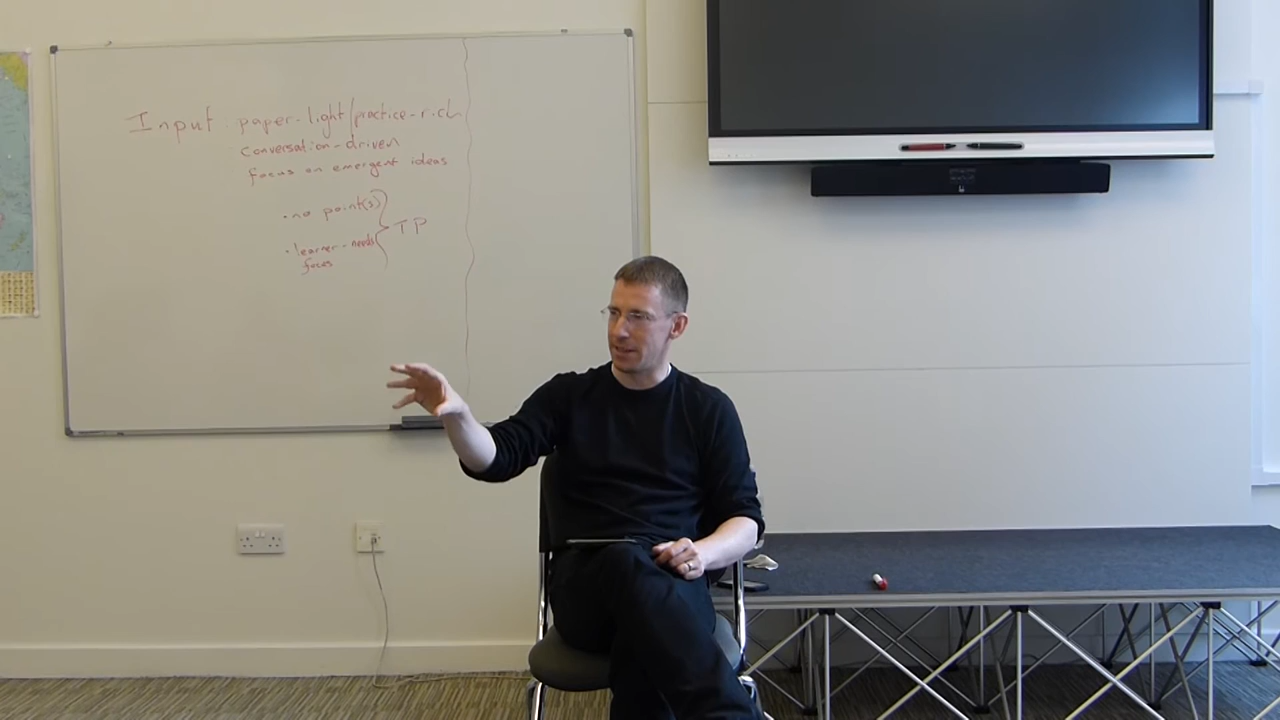 Input : paper-light/practice-rich
conversation-driven
focus on emergent ideas
· no point(s)
} TP
· learner-needs
focus